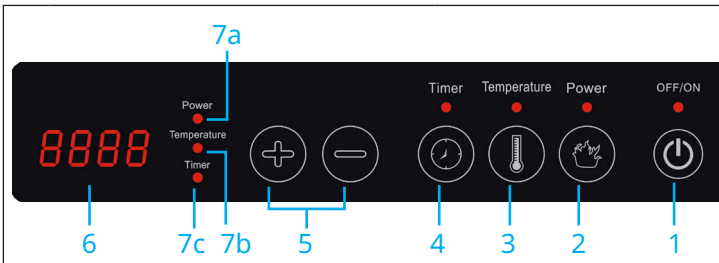 7a
Timer Temperature Power OFF/ON
Power
Temperature
8888
Timer
6 7c 7b 5 4 3 2 1